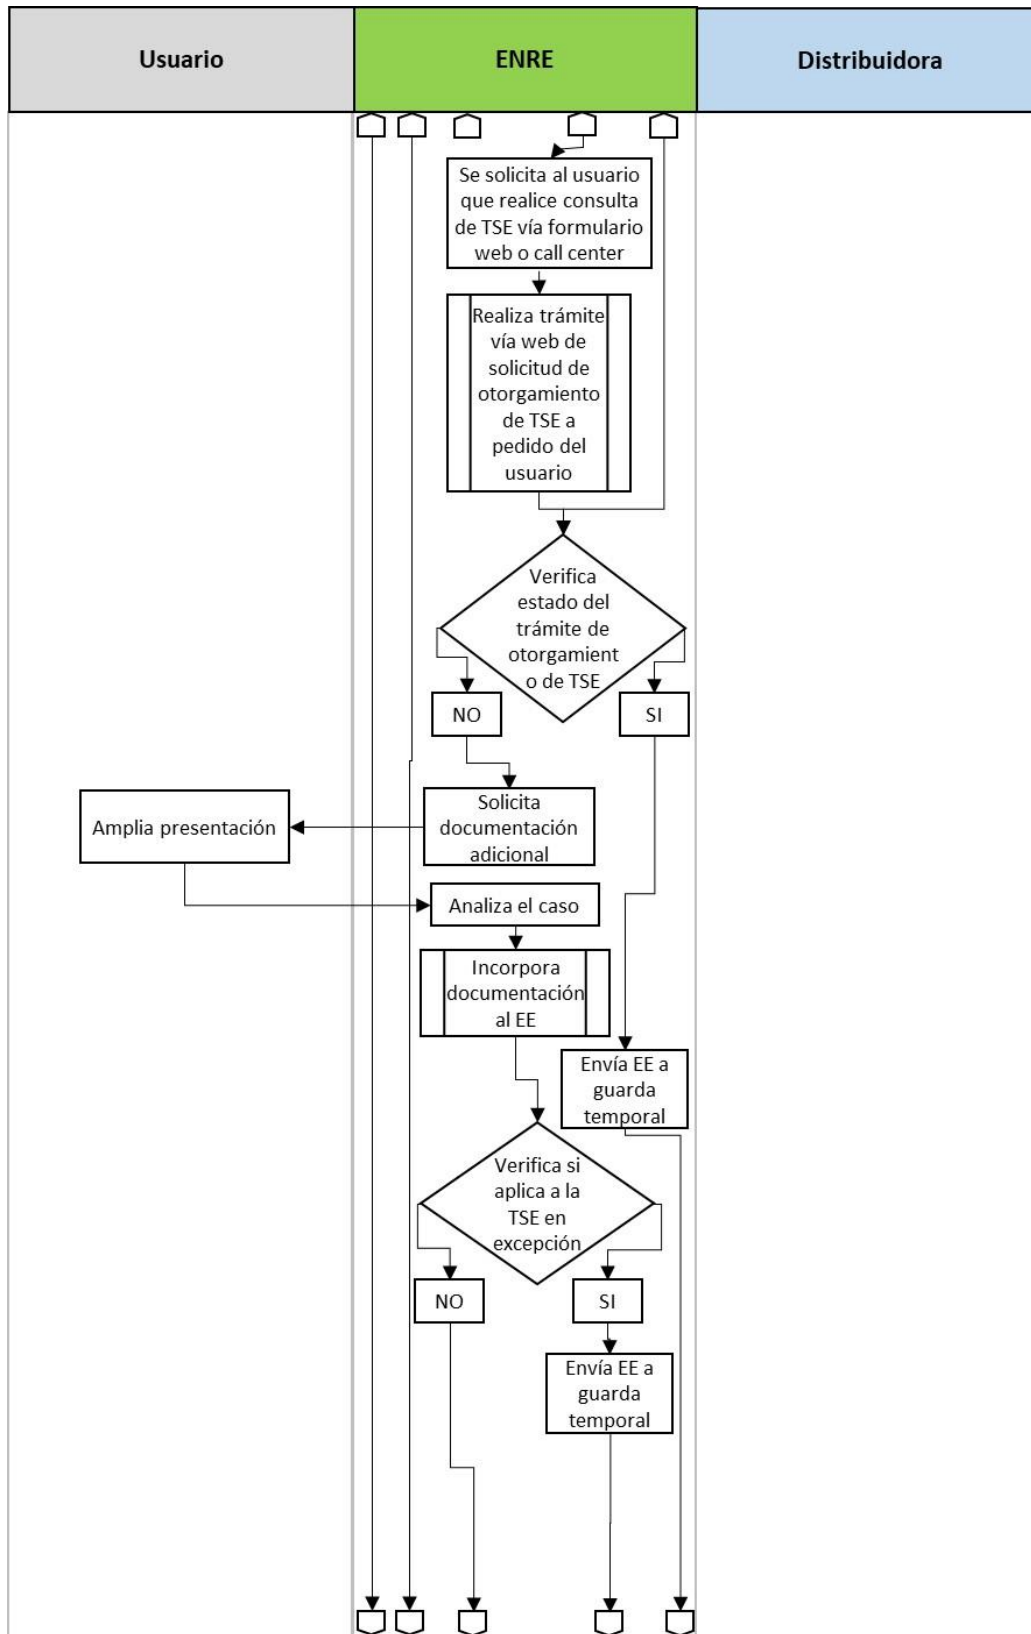 Usuario
ENRE
Distribuidora
Se solicita al usuario
que realice consulta
de TSE vía formulario
web o call center
Realiza trámite
vía web de
solicitud de
otorgamiento
de TSE a
pedido del
usuario
Verifica
estado del
trámite de
otorgamient
o de TSE
NO
SI
Solicita
documentación
adicional
Amplia presentación
Analiza el caso
Incorpora
documentación
al EE
Envía EE a
guarda
temporal
Verifica si
aplica a la
TSE en
excepción
NO
SI
Envía EE a
guarda
temporal